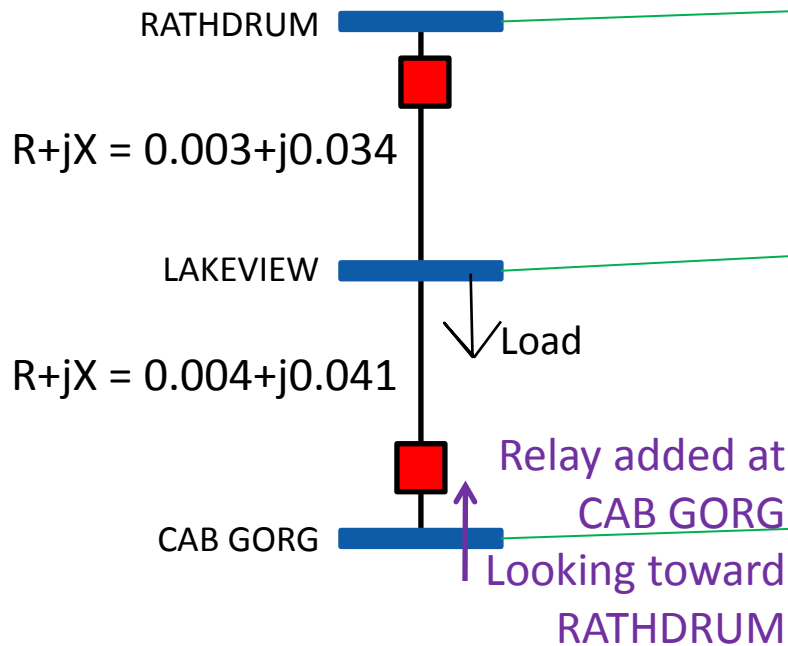 RATHDRUM
R+jX = 0.003+j0.034
LAKEVIEW
Load
R+jX = 0.004+j0.041
Relay added at
CAB GORG
CAB GORG
Looking toward
RATHDRUM